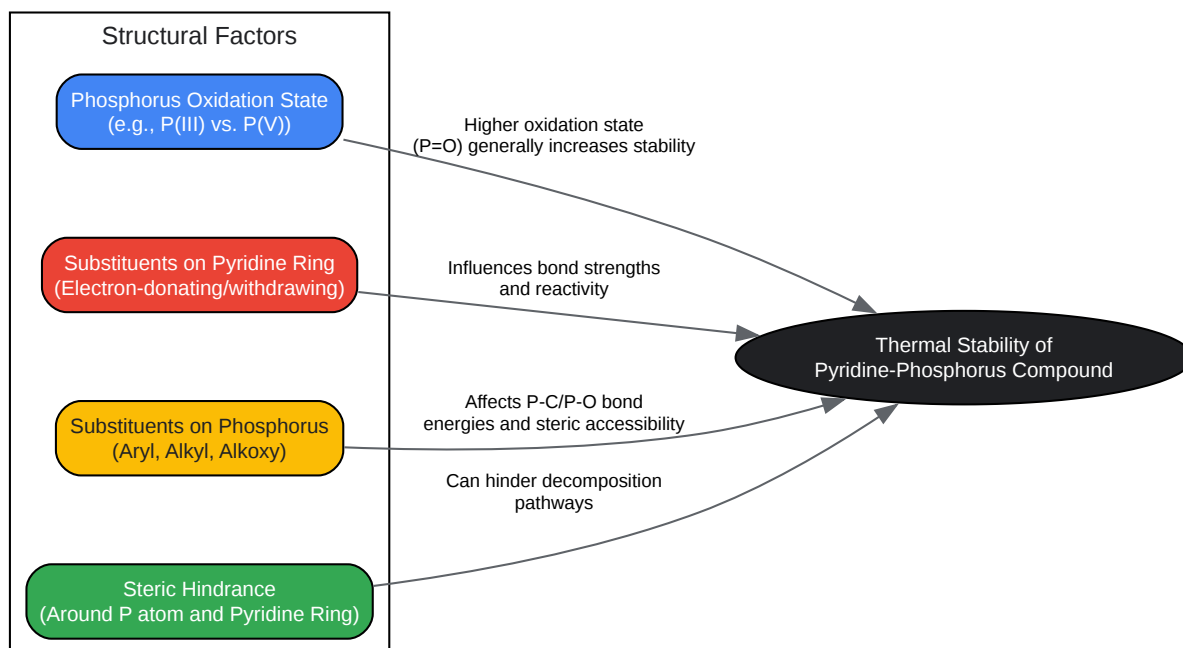 Structural Factors
Phosphorus Oxidation State
(e.g., P(III) vs. P(V))
Higher oxidation state
(P=O) generally increases stability
Substituents on Pyridine Ring
(Electron-donating/withdrawing)
Influences bond strengths
and reactivity
Thermal Stability of
Pyridine-Phosphorus Compound
Substituents on Phosphorus
(Aryl, Alkyl, Alkoxy)
Affects P-C/P-O bond
energies and steric accessibility
Can hinder decomposition
pathways
Steric Hindrance
(Around P atom and Pyridine Ring)